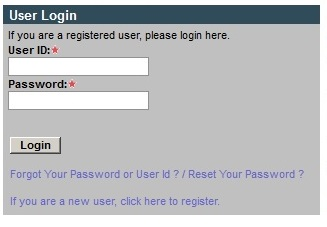 User Login
If you are a registered user, please login here.
User ID:*
Password:*
Login
Forgot Your Password or User Id ? / Reset Your Password ?
If you are a new user, click here to register.